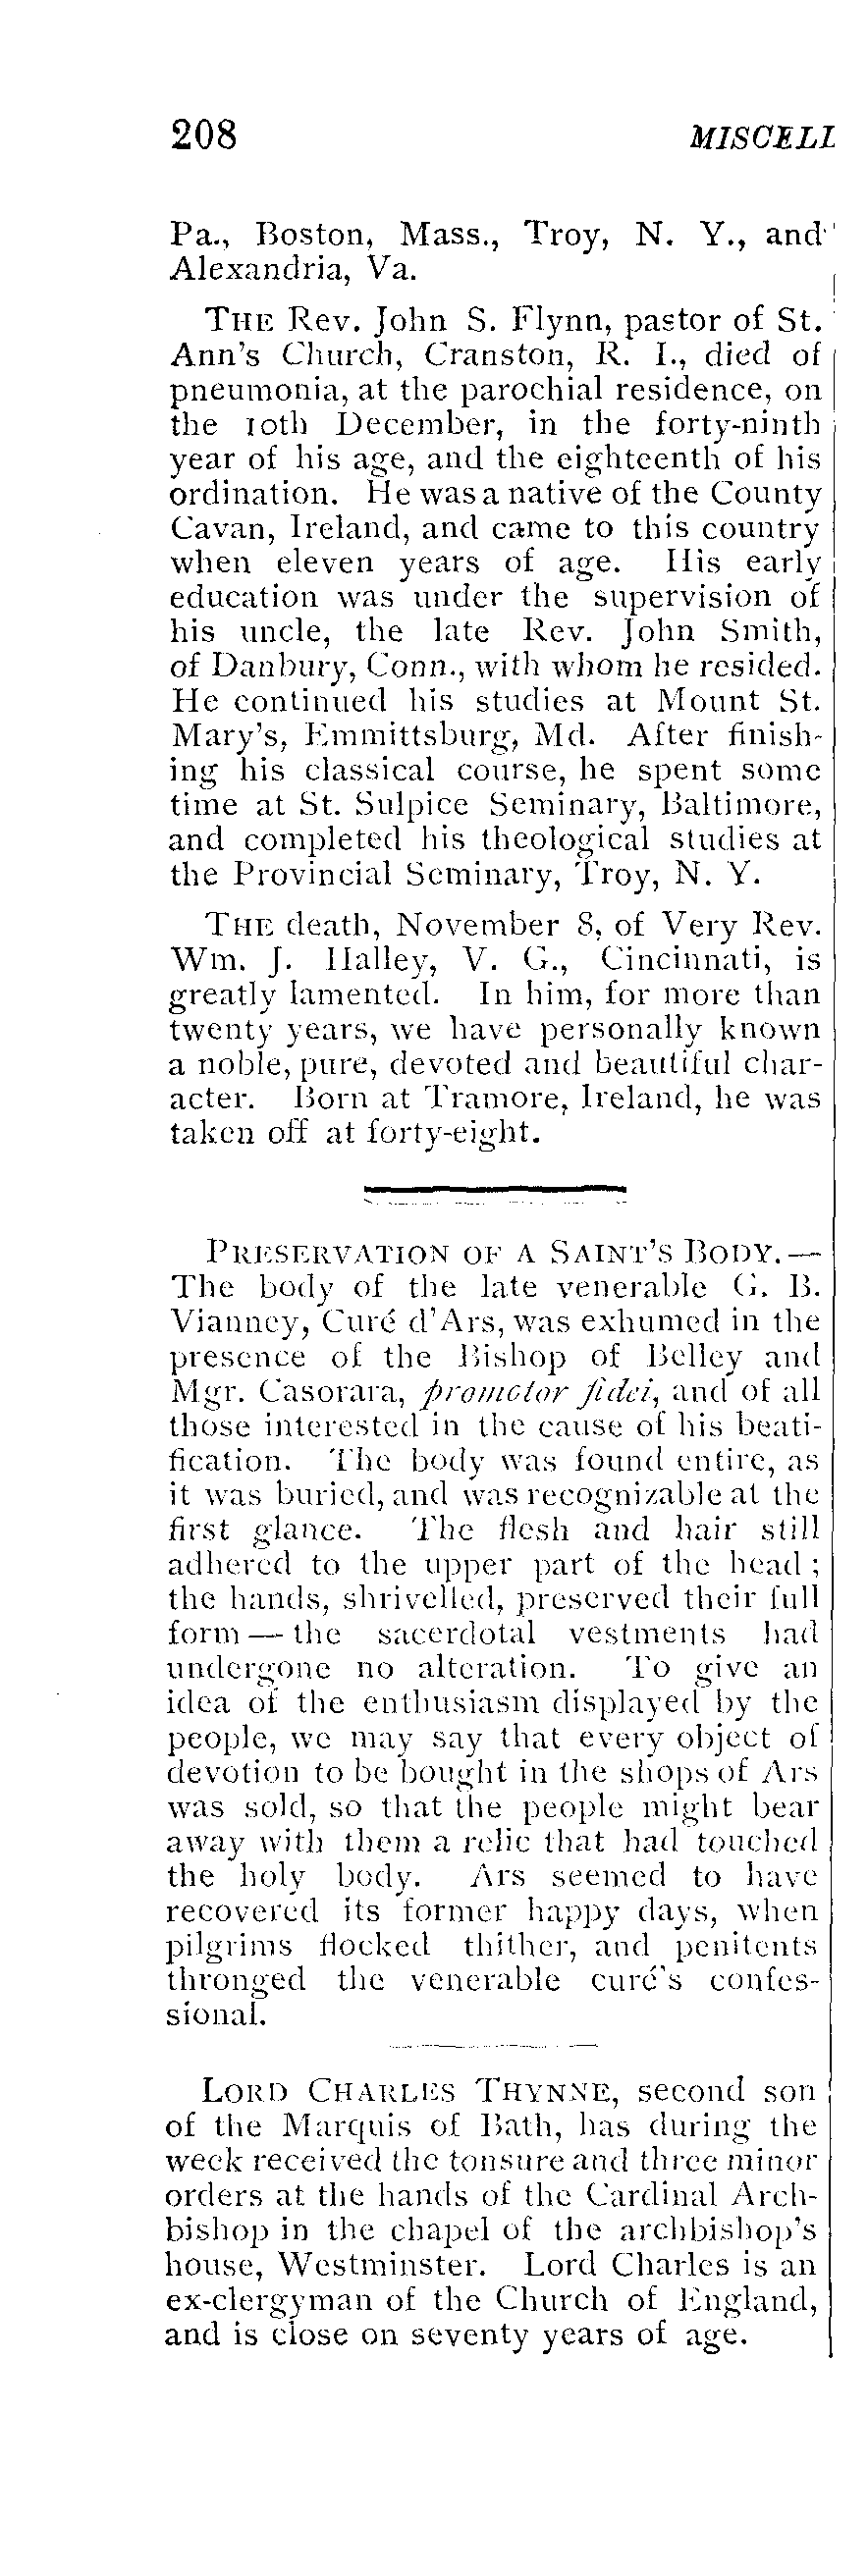 208 MISCELL
Pa., Boston, Mass., Troy, N. Y., and
Alexandria, Va.
THE Rev. John S. Flynn, pastor of St.
Ann's Church, Cranston, R. I., died of
pneumonia, at the parochial residence, on
the 10th December, in the forty-ninth
year of his age, and the eighteenth of his
ordination. He was a native of the County
Cavan, Ireland, and came to this country
when eleven years of age. His early
education was under the supervision of
his uncle, the late Rev. John Smith,
of Danbury, Conn., with whom he resided.
He continued his studies at Mount St.
Mary's, Emmittsburg, Md. After finish-
ing his classical course, he spent some
time at St. Sulpice Seminary, Baltimore,
and completed his theological studies at
the Provincial Seminary, Troy, N. Y.
THE death, November 8, of Very Rev.
Wm. J. Halley, V. G., Cincinnati, is
greatly lamented. In him, for more than
twenty years, we have personally known
a noble, pure, devoted and beautiful char-
acter. Born at Tramore, Ireland, he was
taken off at forty-eight.
PRESERVATION OF A SAINT'S BODY.—
The body of the late venerable G. B.
Vianney, Curé d'Ars, was exhumed in the
presence of the Bishop of Belley and
Mgr. Casorara, promotor fidei, and of all
those interested in the cause of his beati-
fication. The body was found entire, as
it was buried, and was recognizable at the
first glance. The flesh and hair still
adhered to the upper part of the head;
the hands, shrivelled, preserved their full
form — the sacerdotal vestments had
undergone no alteration. To give an
idea of the enthusiasm displayed by the
people, we may say that every object of
devotion to be bought in the shops of Ars
was sold, so that the people might bear
away with them a relic that had touched
the holy body. Ars seemed to have
recovered its former happy days, when
pilgrims flocked thither, and penitents
thronged the venerable curé's confes-
sional.
LORD CHARLES THYNNE, second son
of the Marquis of Bath, has during the
week received the tonsure and three minor
orders at the hands of the Cardinal Arch-
bishop in the chapel of the archbishop's
house, Westminster. Lord Charles is an
ex-clergyman of the Church of England,
and is close on seventy years of age.